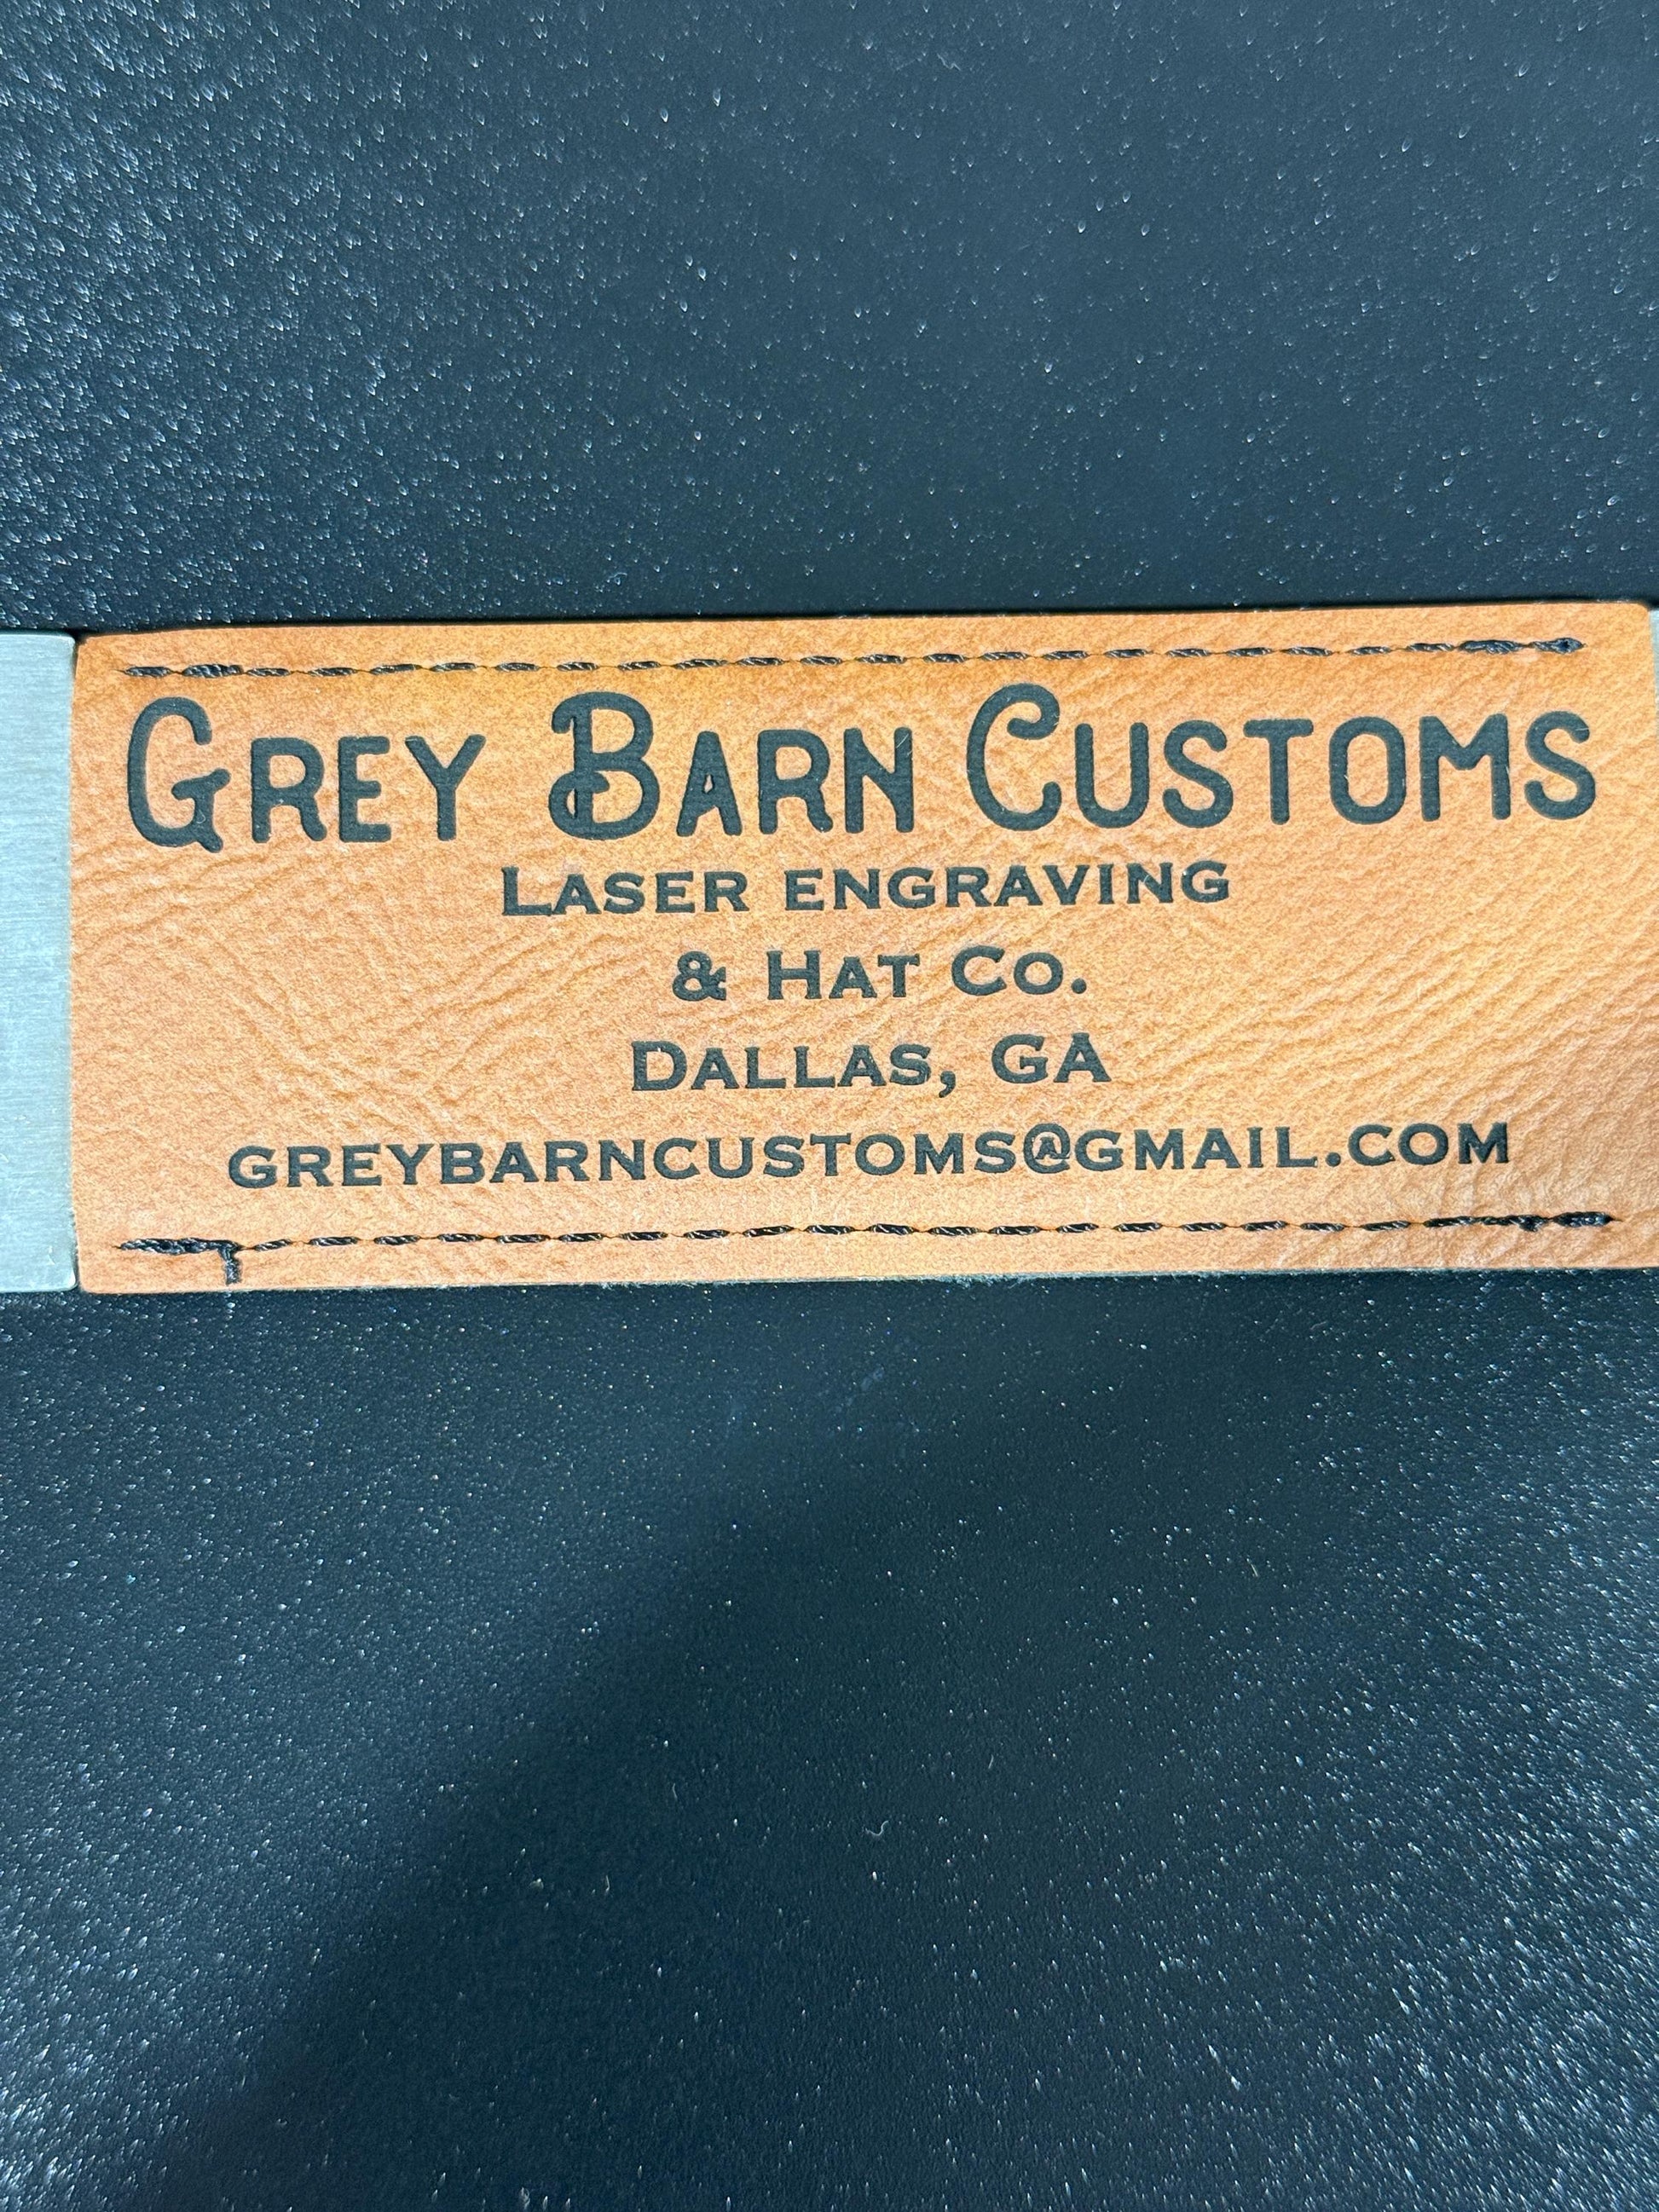 Grey Barn Customs
Laser engraving
& Hat Co.
Dallas, GA
greybarncustoms@gmail.com